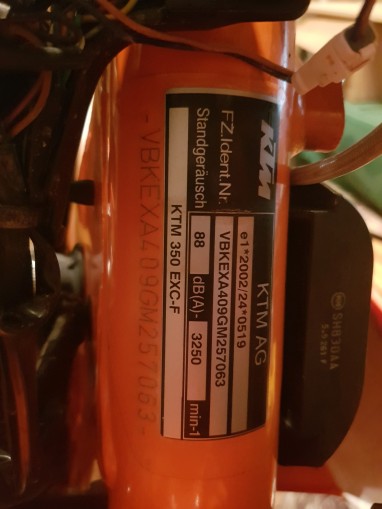 KTM KTM AG
e1*2002/24*0519
FZ.Ident.Nr. VBKEXA409GM257063
Standgeräusch 88 dB(A)- 3250 min-1
KTM 350 EXC-F
-VBKEXA409GM257063-
SH830AA